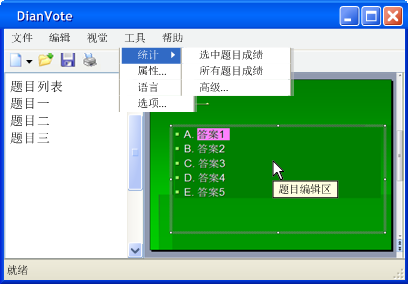 DianVote
文件 编辑 视觉 工具 帮助
统计 选中题目成绩
属性... 所有题目成绩
语言 高级...
选项...
题目列表
题目一
题目二
题目三
A. 答案1
B. 答案2
C. 答案3
D. 答案4
E. 答案5
题目编辑区
就绪